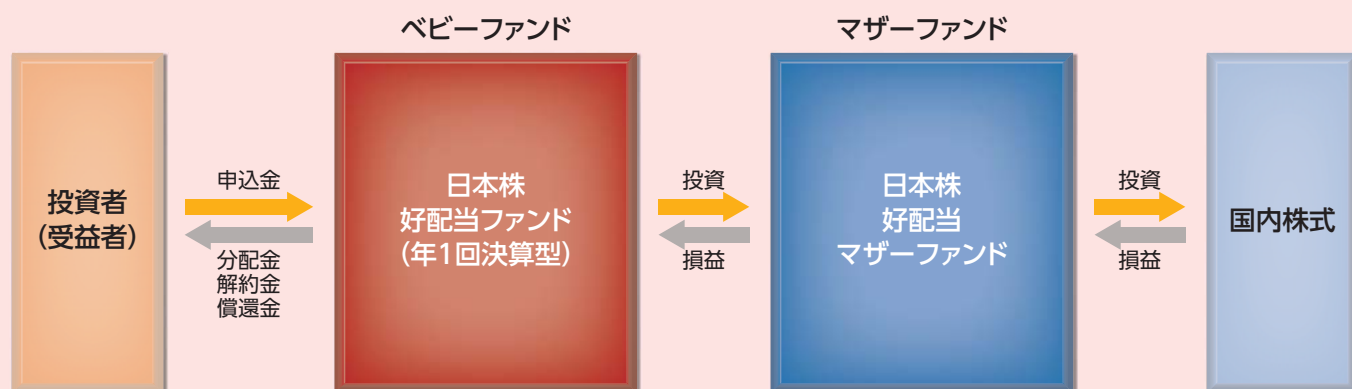 ベビーファンド
マザーファンド
投資者
(受益者)
申込金
分配金
解約金
償還金
日本株
好配当ファンド
(年1回決算型)
投資
損益
日本株
好配当
マザーファンド
投資
損益
国内株式